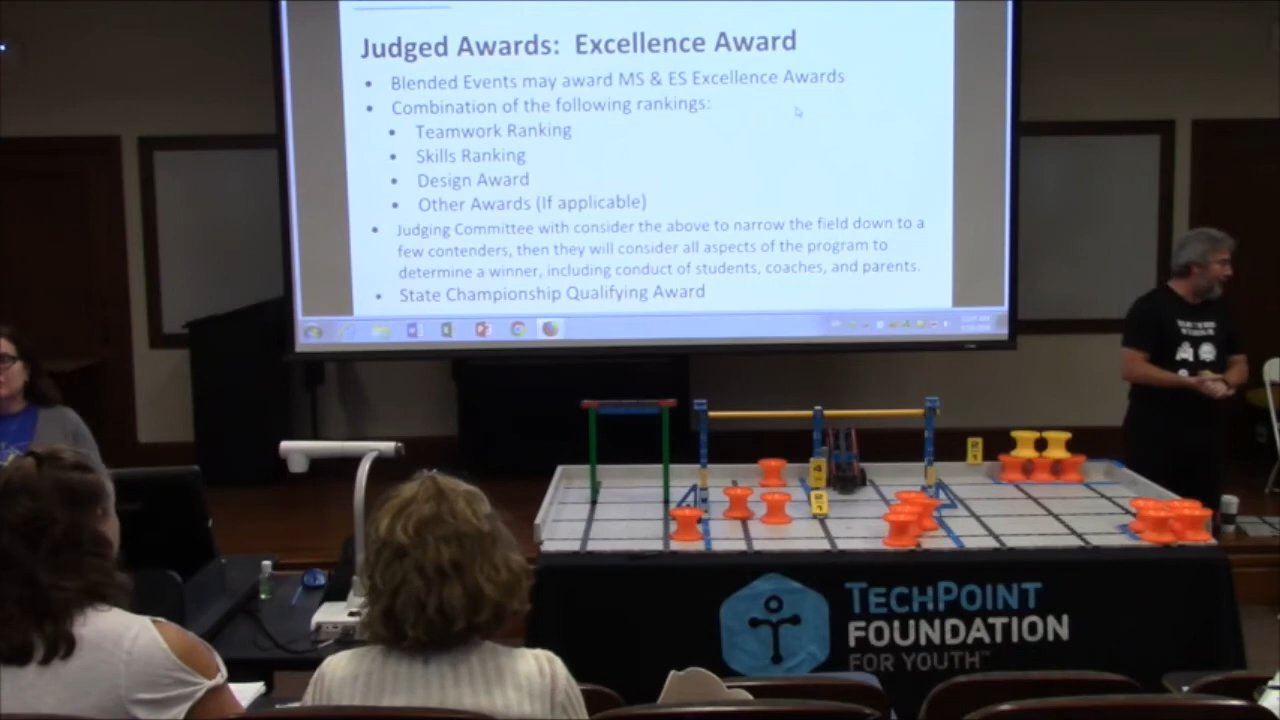 Judged Awards: Excellence Award
• Blended Events may award MS & ES Excellence Awards
• Combination of the following rankings:
• Teamwork Ranking
• Skills Ranking
• Design Award
• Other Awards (If applicable)
• Judging Committee with consider the above to narrow the field down to a
few contenders, then they will consider all aspects of the program to
determine a winner, including conduct of students, coaches, and parents.
• State Championship Qualifying Award
TECHPOINT
FOUNDATION
FOR YOUTH™